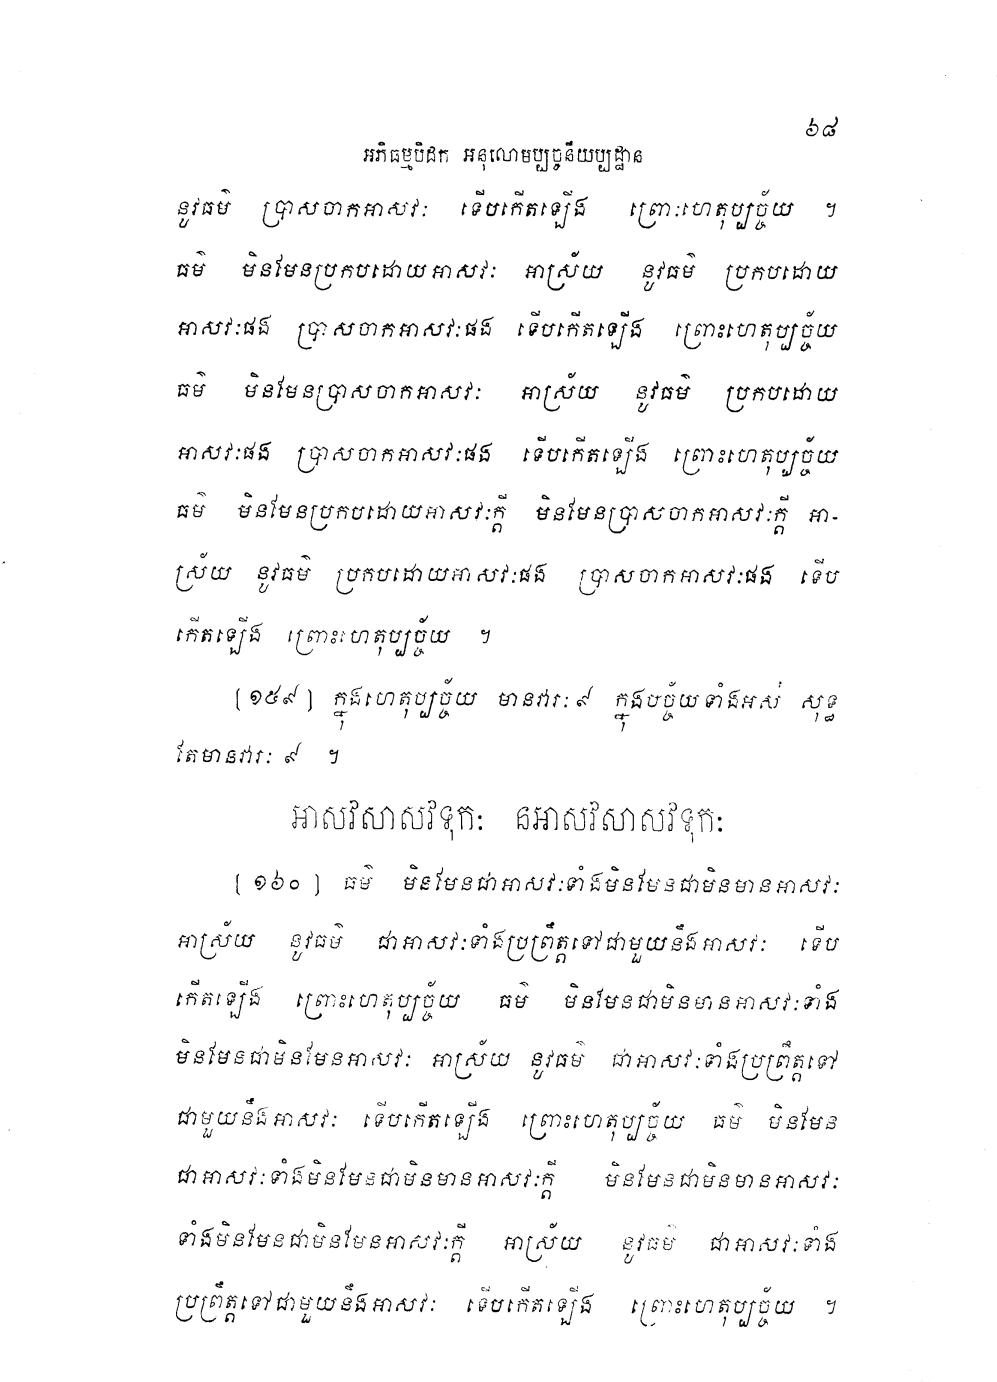 ៦៨
អភិធម្មបិដក អនុលោមប្បច្ចនីយប្បដ្ឋាន
នូវធម៌ ប្រាសចាកអាសវៈ ទើបកើតឡើង ព្រោះហេតុប្បច្ច័យ ។
ធម៌ មិនមែនប្រកបដោយអាសវៈ អាស្រ័យ នូវធម៌ ប្រកបដោយ
អាសវៈផង ប្រាសចាកអាសវៈផង ទើបកើតឡើង ព្រោះហេតុប្បច្ច័យ
ធម៌ មិនមែនប្រាសចាកអាសវៈ អាស្រ័យ នូវធម៌ ប្រកបដោយ
អាសវៈផង ប្រាសចាកអាសវៈផង ទើបកើតឡើង ព្រោះហេតុប្បច្ច័យ
ធម៌ មិនមែនប្រកបដោយអាសវៈក្តី មិនមែនប្រាសចាកអាសវៈក្តី អា-
ស្រ័យ នូវធម៌ ប្រកបដោយអាសវៈផង ប្រាសចាកអាសវៈផង ទើប
កើតឡើង ព្រោះហេតុប្បច្ច័យ ។
(១៥៩) ក្នុងហេតុប្បច្ច័យ មានវារៈ ៩ ក្នុងបច្ច័យទាំងអស់ សុទ្ធ
តែមានវារៈ ៩ ។
អាសវសាសវទុកៈ នអាសវសាសវទុកៈ
(១៦០) ធម៌ មិនមែនជាអាសវៈទាំងមិនមែនជាមិនមានអាសវៈ
អាស្រ័យ នូវធម៌ ជាអាសវៈទាំងប្រព្រឹត្តទៅជាមួយនឹងអាសវៈ ទើប
កើតឡើង ព្រោះហេតុប្បច្ច័យ ធម៌ មិនមែនជាមិនមានអាសវៈទាំង
មិនមែនជាមិនមែនអាសវៈ អាស្រ័យ នូវធម៌ ជាអាសវៈទាំងប្រព្រឹត្តទៅ
ជាមួយនឹងអាសវៈ ទើបកើតឡើង ព្រោះហេតុប្បច្ច័យ ធម៌ មិនមែន
ជាអាសវៈទាំងមិនមែនជាមិនមានអាសវៈក្តី មិនមែនជាមិនមានអាសវៈ
ទាំងមិនមែនជាមិនមែនអាសវៈក្តី អាស្រ័យ នូវធម៌ ជាអាសវៈទាំង
ប្រព្រឹត្តទៅជាមួយនឹងអាសវៈ ទើបកើតឡើង ព្រោះហេតុប្បច្ច័យ ។